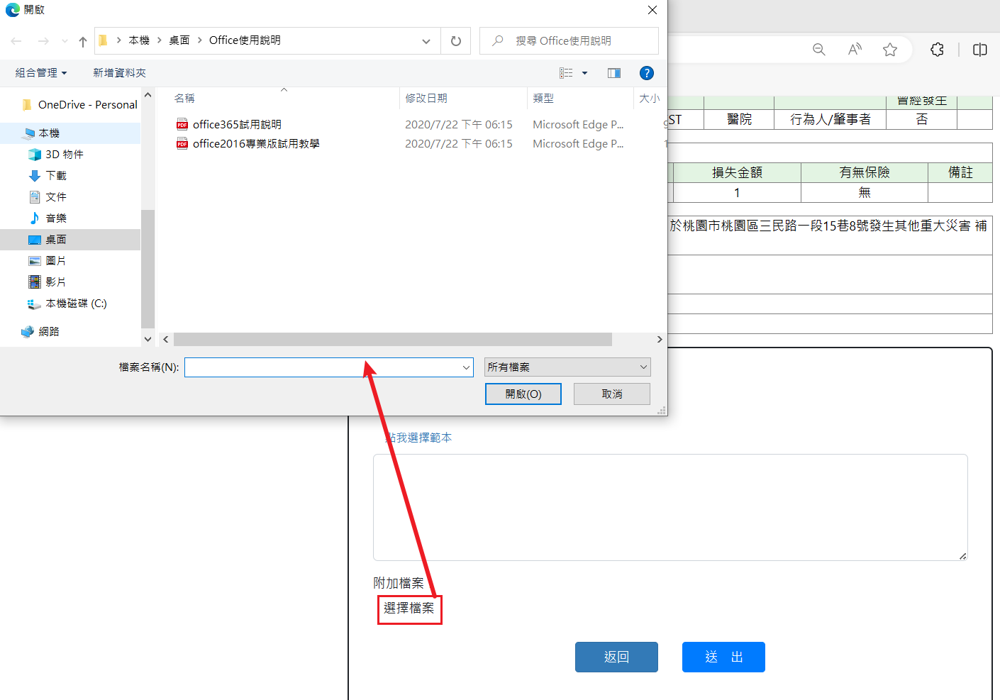 開啟
本機 > 桌面 > Office使用說明
搜尋 Office使用說明
組合管理 新增資料夾
OneDrive - Personal
本機
3D 物件
下載
文件
音樂
桌面
圖片
影片
本機磁碟 (C:)
網路
名稱 修改日期 類型 大小
office365試用說明 2020/7/22 下午 06:15 Microsoft Edge P...
office2016專業版試用教學 2020/7/22 下午 06:15 Microsoft Edge P... 1
檔案名稱(N): 所有檔案
開啟(O) 取消
曾經發生
ST 醫院 行為人/肇事者 否
損失金額 有無保險 備註
1 無
於桃園市桃園區三民路一段15巷8號發生其他重大災害 補
點我選擇範本
附加檔案
選擇檔案
返回 送 出